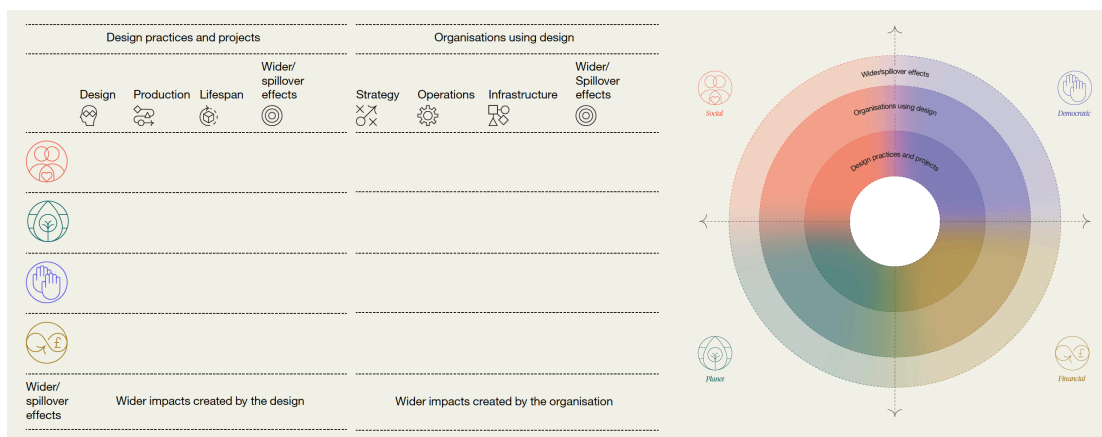 Design practices and projects
Organisations using design
Design
Production
Lifespan
Wider/
spillover
effects
Strategy
Operations
Infrastructure
Wider/
Spillover
effects
£
Wider/
spillover
effects
Wider impacts created by the design
Wider impacts created by the organisation
Wider/spillover effects
Organisations using design
Design practices and projects
Social
Democratic
Planet
£
Financial